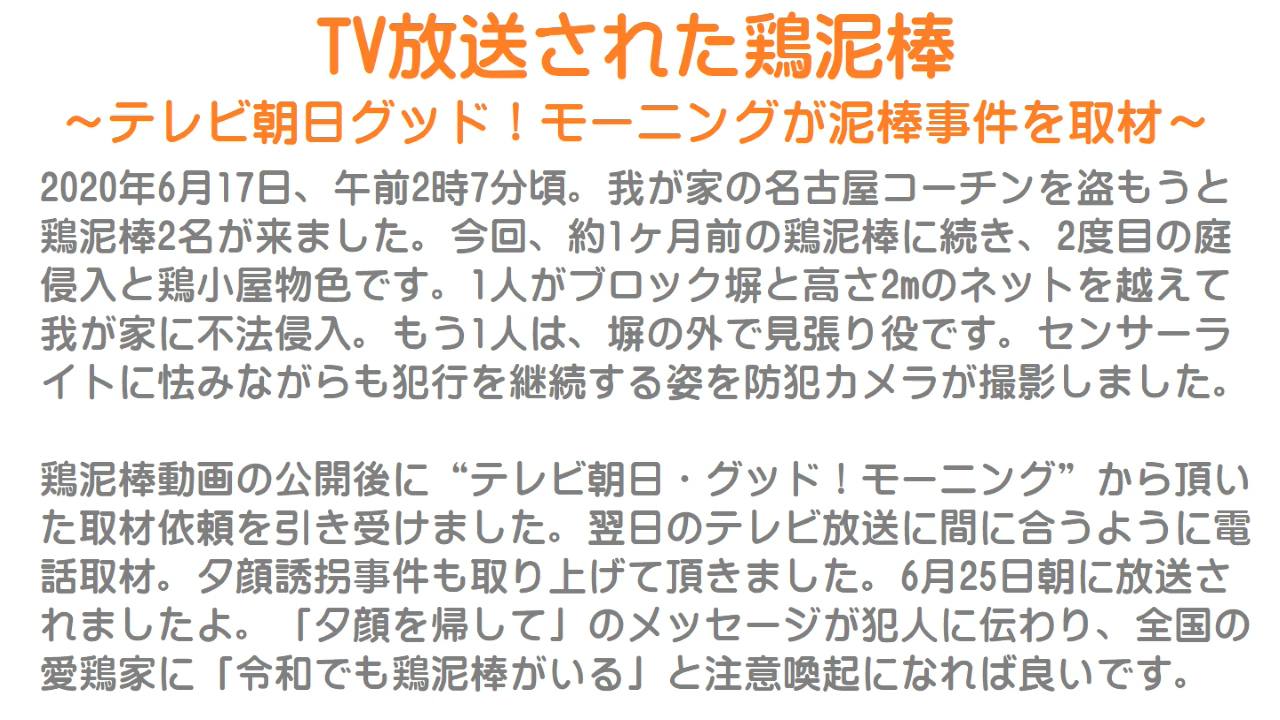 TV放送された鶏泥棒
～テレビ朝日グッド！モーニングが泥棒事件を取材～
2020年6月17日、午前2時7分頃。我が家の名古屋コーチンを盗もうと
鶏泥棒2名が来ました。今回、約1ヶ月前の鶏泥棒に続き、2度目の庭
侵入と鶏小屋物色です。1人がブロック塀と高さ2mのネットを越えて
我が家に不法侵入。もう1人は、塀の外で見張り役です。センサーラ
イトに怯みながらも犯行を継続する姿を防犯カメラが撮影しました。
鶏泥棒動画の公開後に“テレビ朝日・グッド！モーニング”から頂い
た取材依頼を引き受けました。翌日のテレビ放送に間に合うように電
話取材。夕顔誘拐事件も取り上げて頂きました。6月25日朝に放送さ
れましたよ。「夕顔を帰して」のメッセージが犯人に伝わり、全国の
愛鶏家に「令和でも鶏泥棒がいる」と注意喚起になれば良いです。